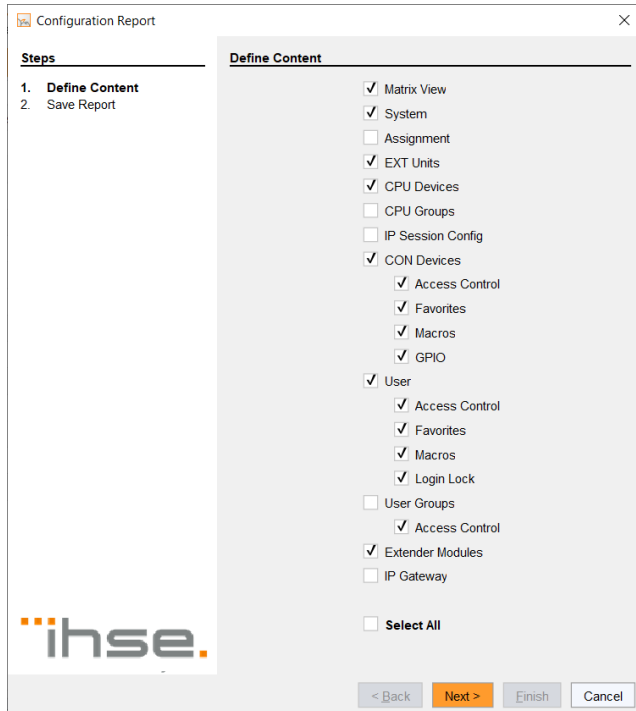 Configuration Report
Steps
1. Define Content
2. Save Report
Define Content
Matrix View
System
Assignment
EXT Units
CPU Devices
CPU Groups
IP Session Config
CON Devices
Access Control
Favorites
Macros
GPIO
User
Access Control
Favorites
Macros
Login Lock
User Groups
Access Control
Extender Modules
IP Gateway
Select All
ihse.
< Back Next > Finish Cancel